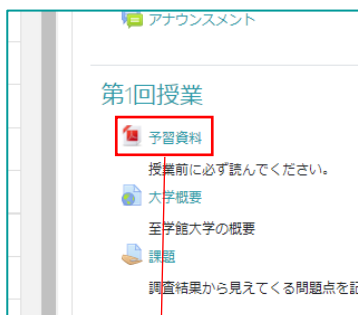 アナウンスメント
第1回授業
予習資料
授業前に必ず読んでください。
大学概要
至学館大学の概要
課題
調査結果から見えてくる問題点を記